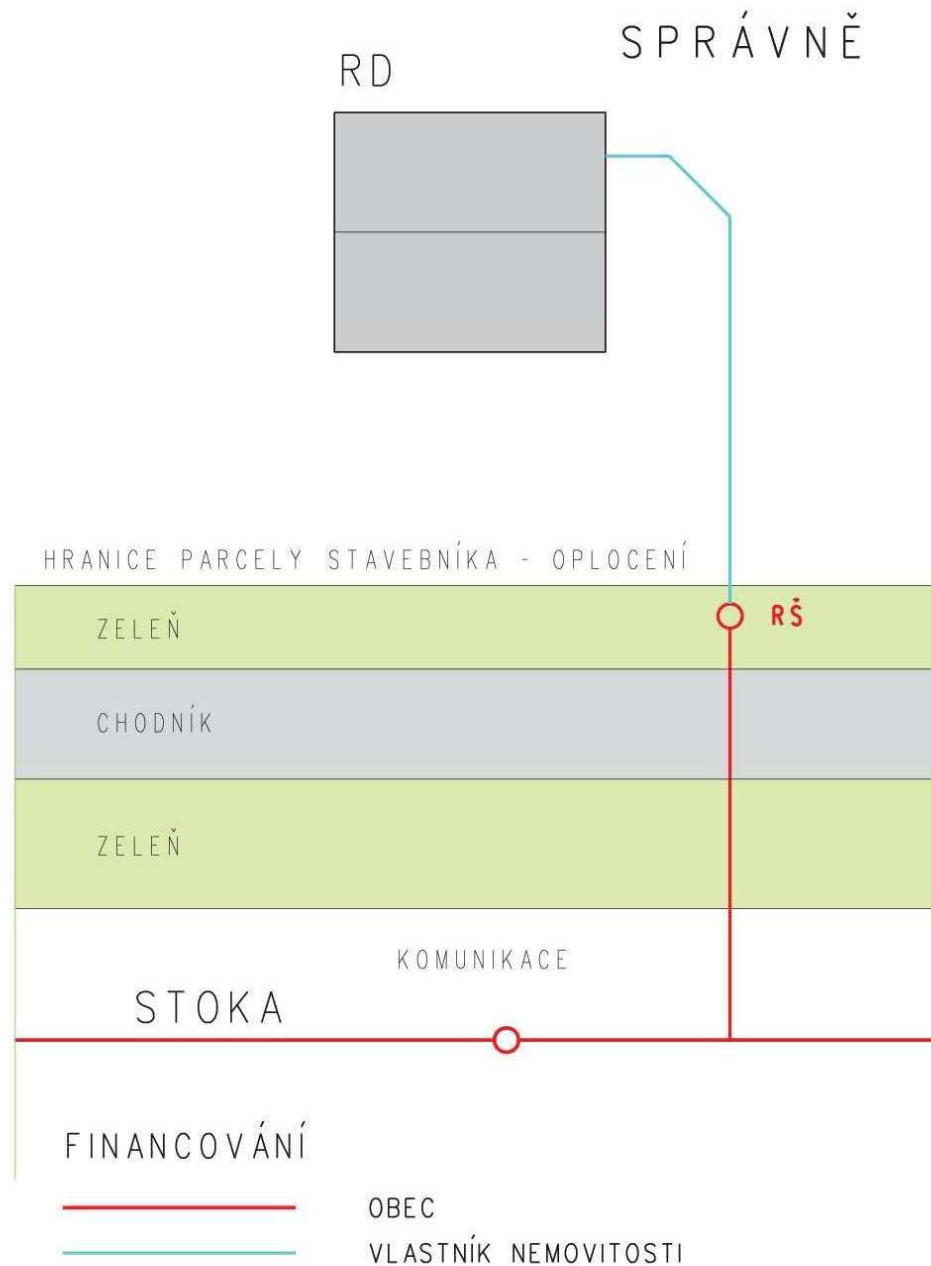 SPRÁVNĚ
RD
HRANICE PARCELY STAVEBNÍKA - OPLOCENÍ
ZELEŇ
RŠ
CHODNÍK
ZELEŇ
KOMUNIKACE
STOKA
FINANCOVÁNÍ
OBEC
VLASTNÍK NEMOVITOSTI